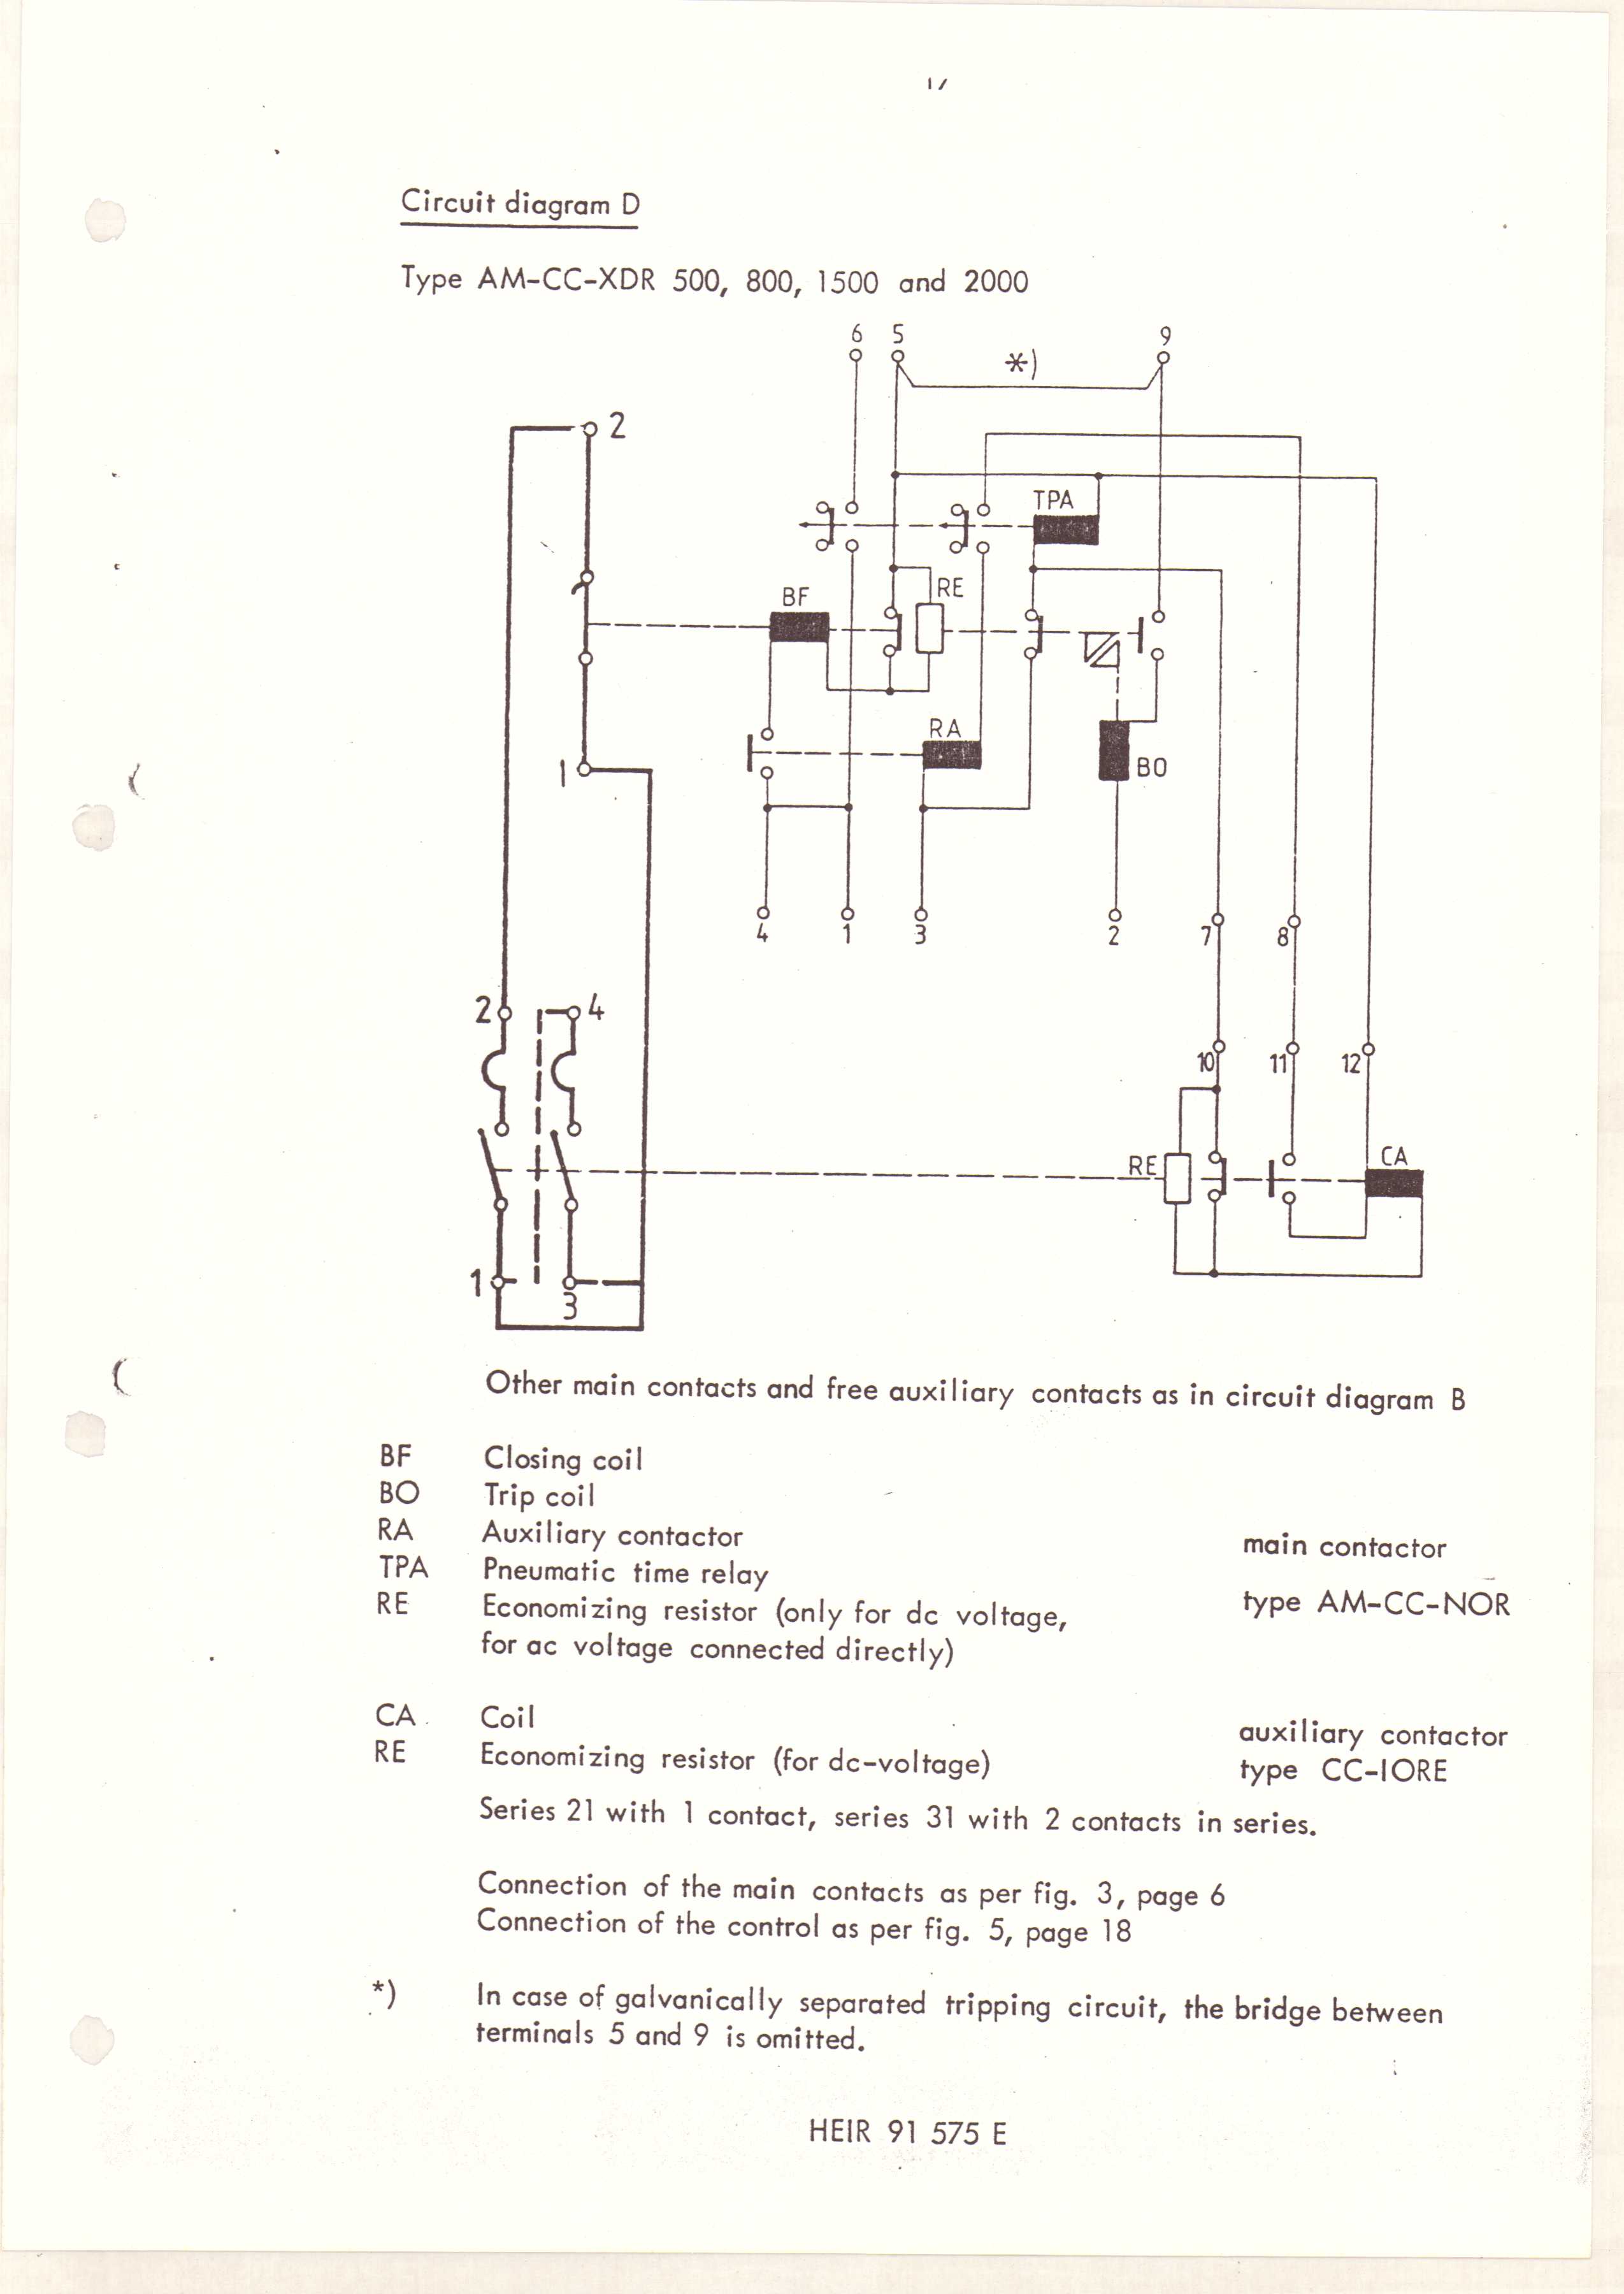 17
Circuit diagram D
Type AM-CC-XDR 500, 800, 1500 and 2000
6 5 9
*)
2
TPA
BF
RE
RA
1
BO
4 1 3 2 7 8
2 4
10 11 12
RE
CA
1
3
Other main contacts and free auxiliary contacts as in circuit diagram B
BF Closing coil
BO Trip coil
RA Auxiliary contactor
main contactor
TPA Pneumatic time relay
RE Economizing resistor (only for dc voltage,
type AM-CC-NOR
for ac voltage connected directly)
CA Coil
auxiliary contactor
RE Economizing resistor (for dc-voltage)
type CC-IORE
Series 21 with 1 contact, series 31 with 2 contacts in series.
Connection of the main contacts as per fig. 3, page 6
Connection of the control as per fig. 5, page 18
*) In case of galvanically separated tripping circuit, the bridge between
terminals 5 and 9 is omitted.
HEIR 91 575 E